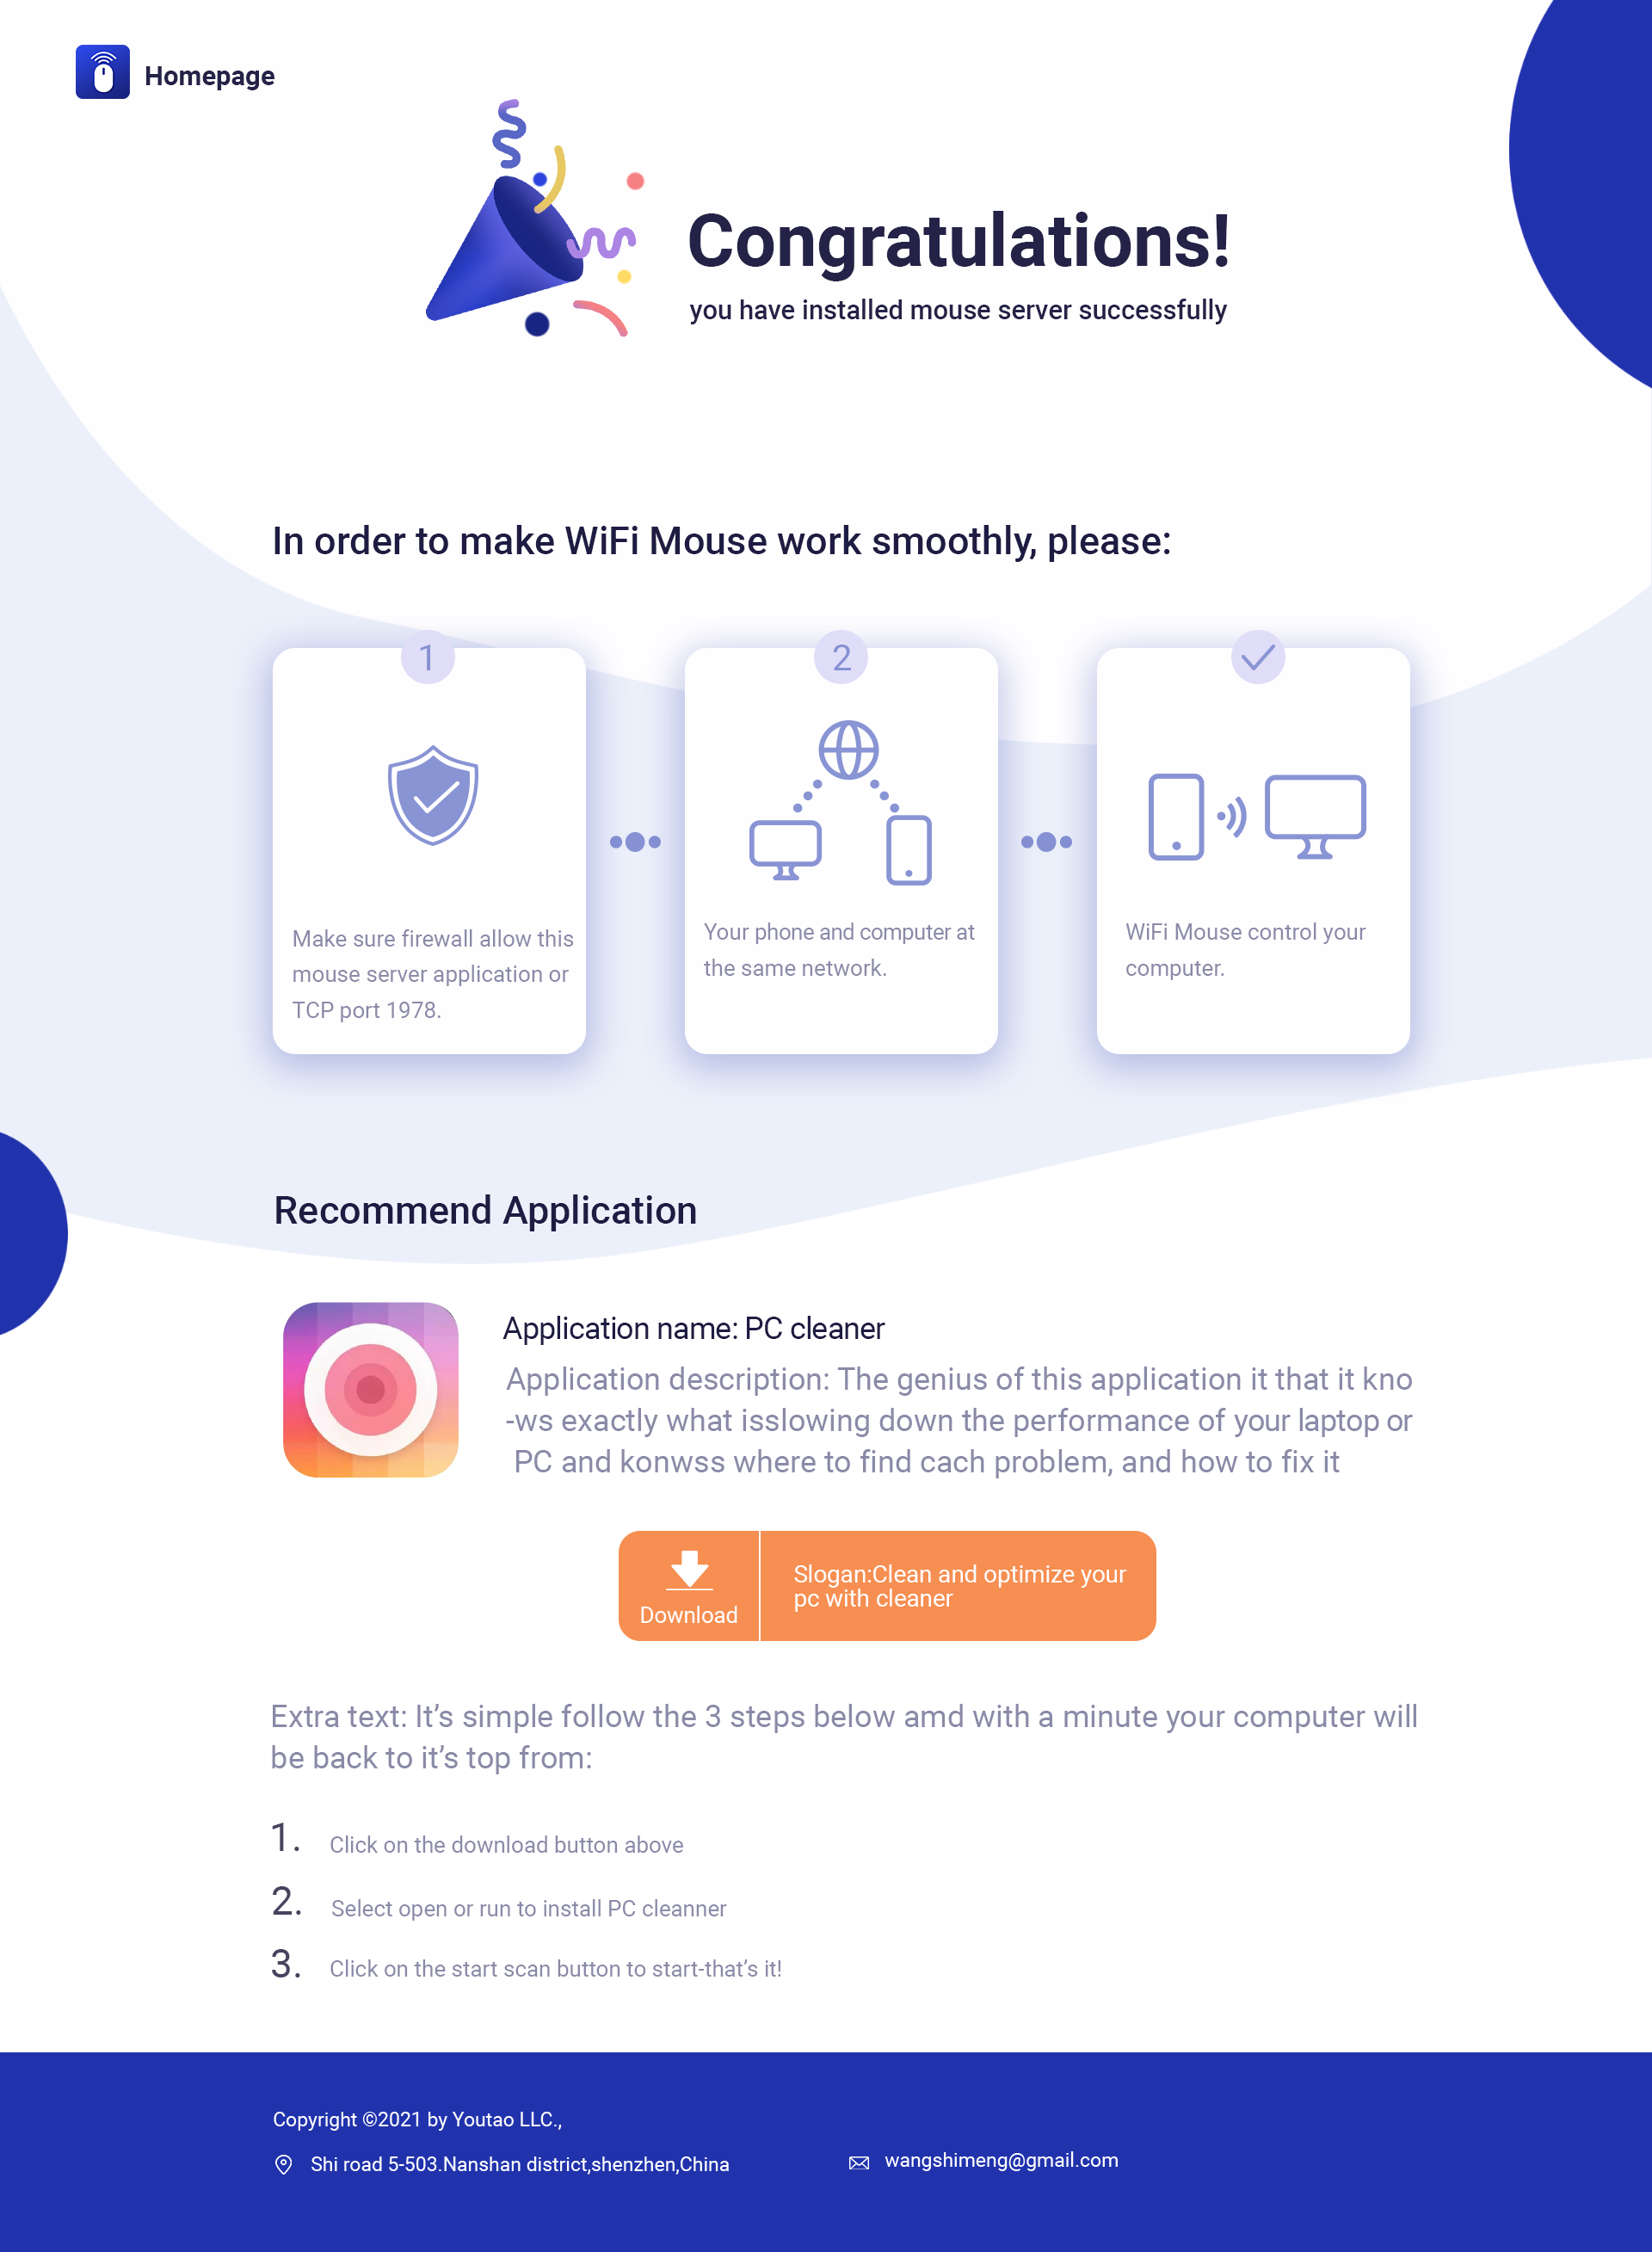 Homepage
Congratulations!
you have installed mouse server successfully
In order to make WiFi Mouse work smoothly, please:
1
Make sure firewall allow this
mouse server application or
TCP port 1978.
2
Your phone and computer at
the same network.
WiFi Mouse control your
computer.
Recommend Application
Application name: PC cleaner
Application description: The genius of this application it that it kno
-ws exactly what isslowing down the performance of your laptop or
PC and konwss where to find cach problem, and how to fix it
Download
Slogan:Clean and optimize your
pc with cleaner
Extra text: It’s simple follow the 3 steps below amd with a minute your computer will
be back to it’s top from:
1. Click on the download button above
2. Select open or run to install PC cleanner
3. Click on the start scan button to start-that’s it!
Copyright ©2021 by Youtao LLC.,
Shi road 5-503.Nanshan district,shenzhen,China
wangshimeng@gmail.com